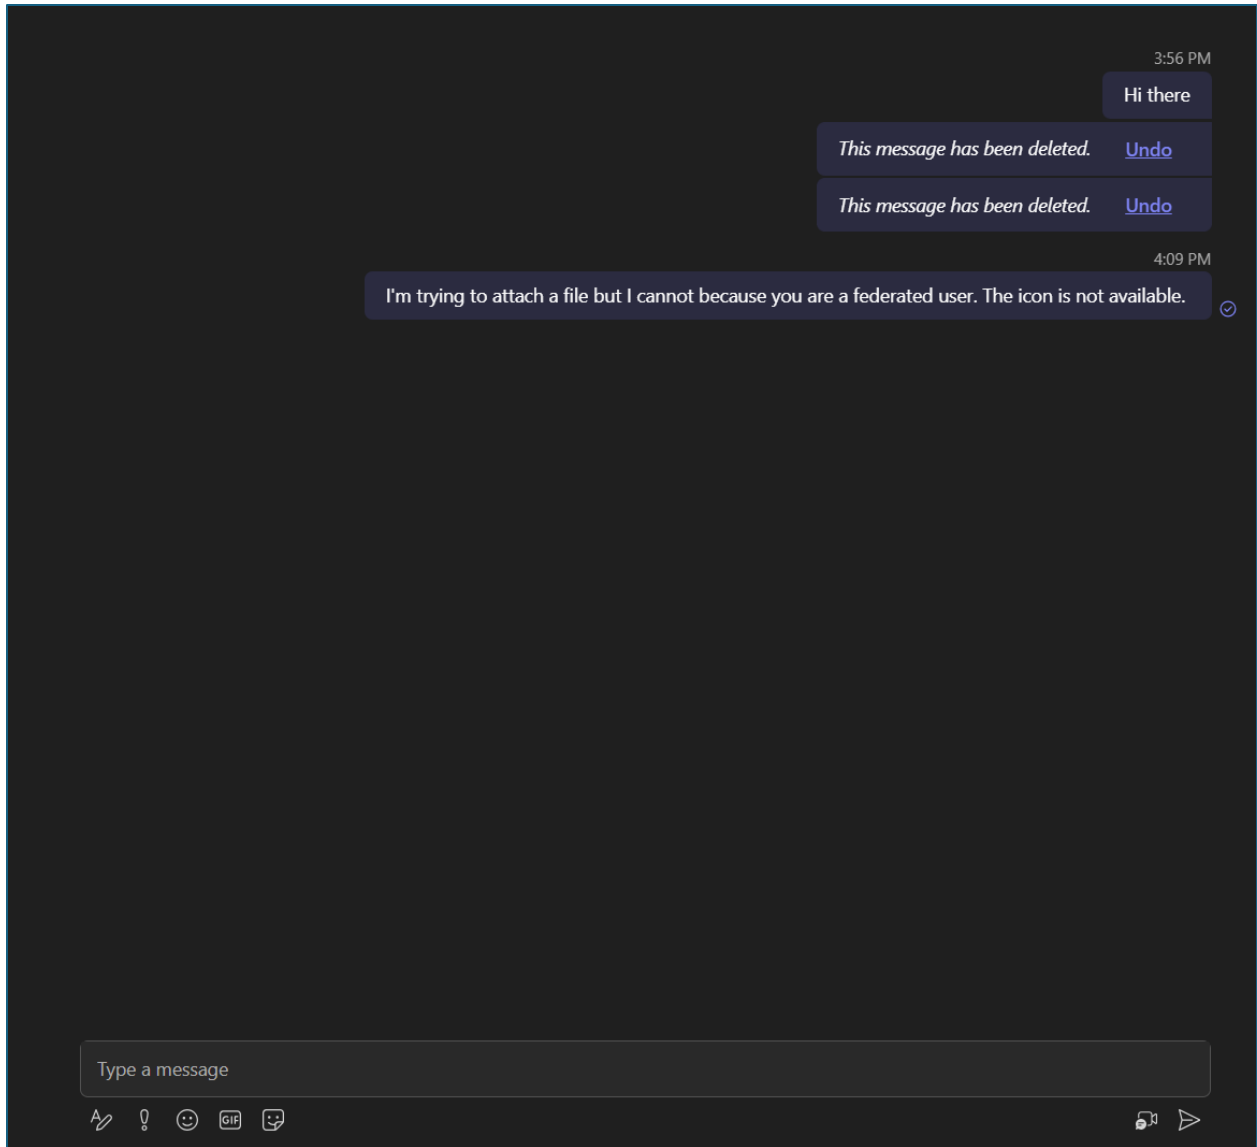 3:56 PM
Hi there
This message has been deleted. Undo
This message has been deleted. Undo
4:09 PM
I'm trying to attach a file but I cannot because you are a federated user. The icon is not available.
Type a message
GIF